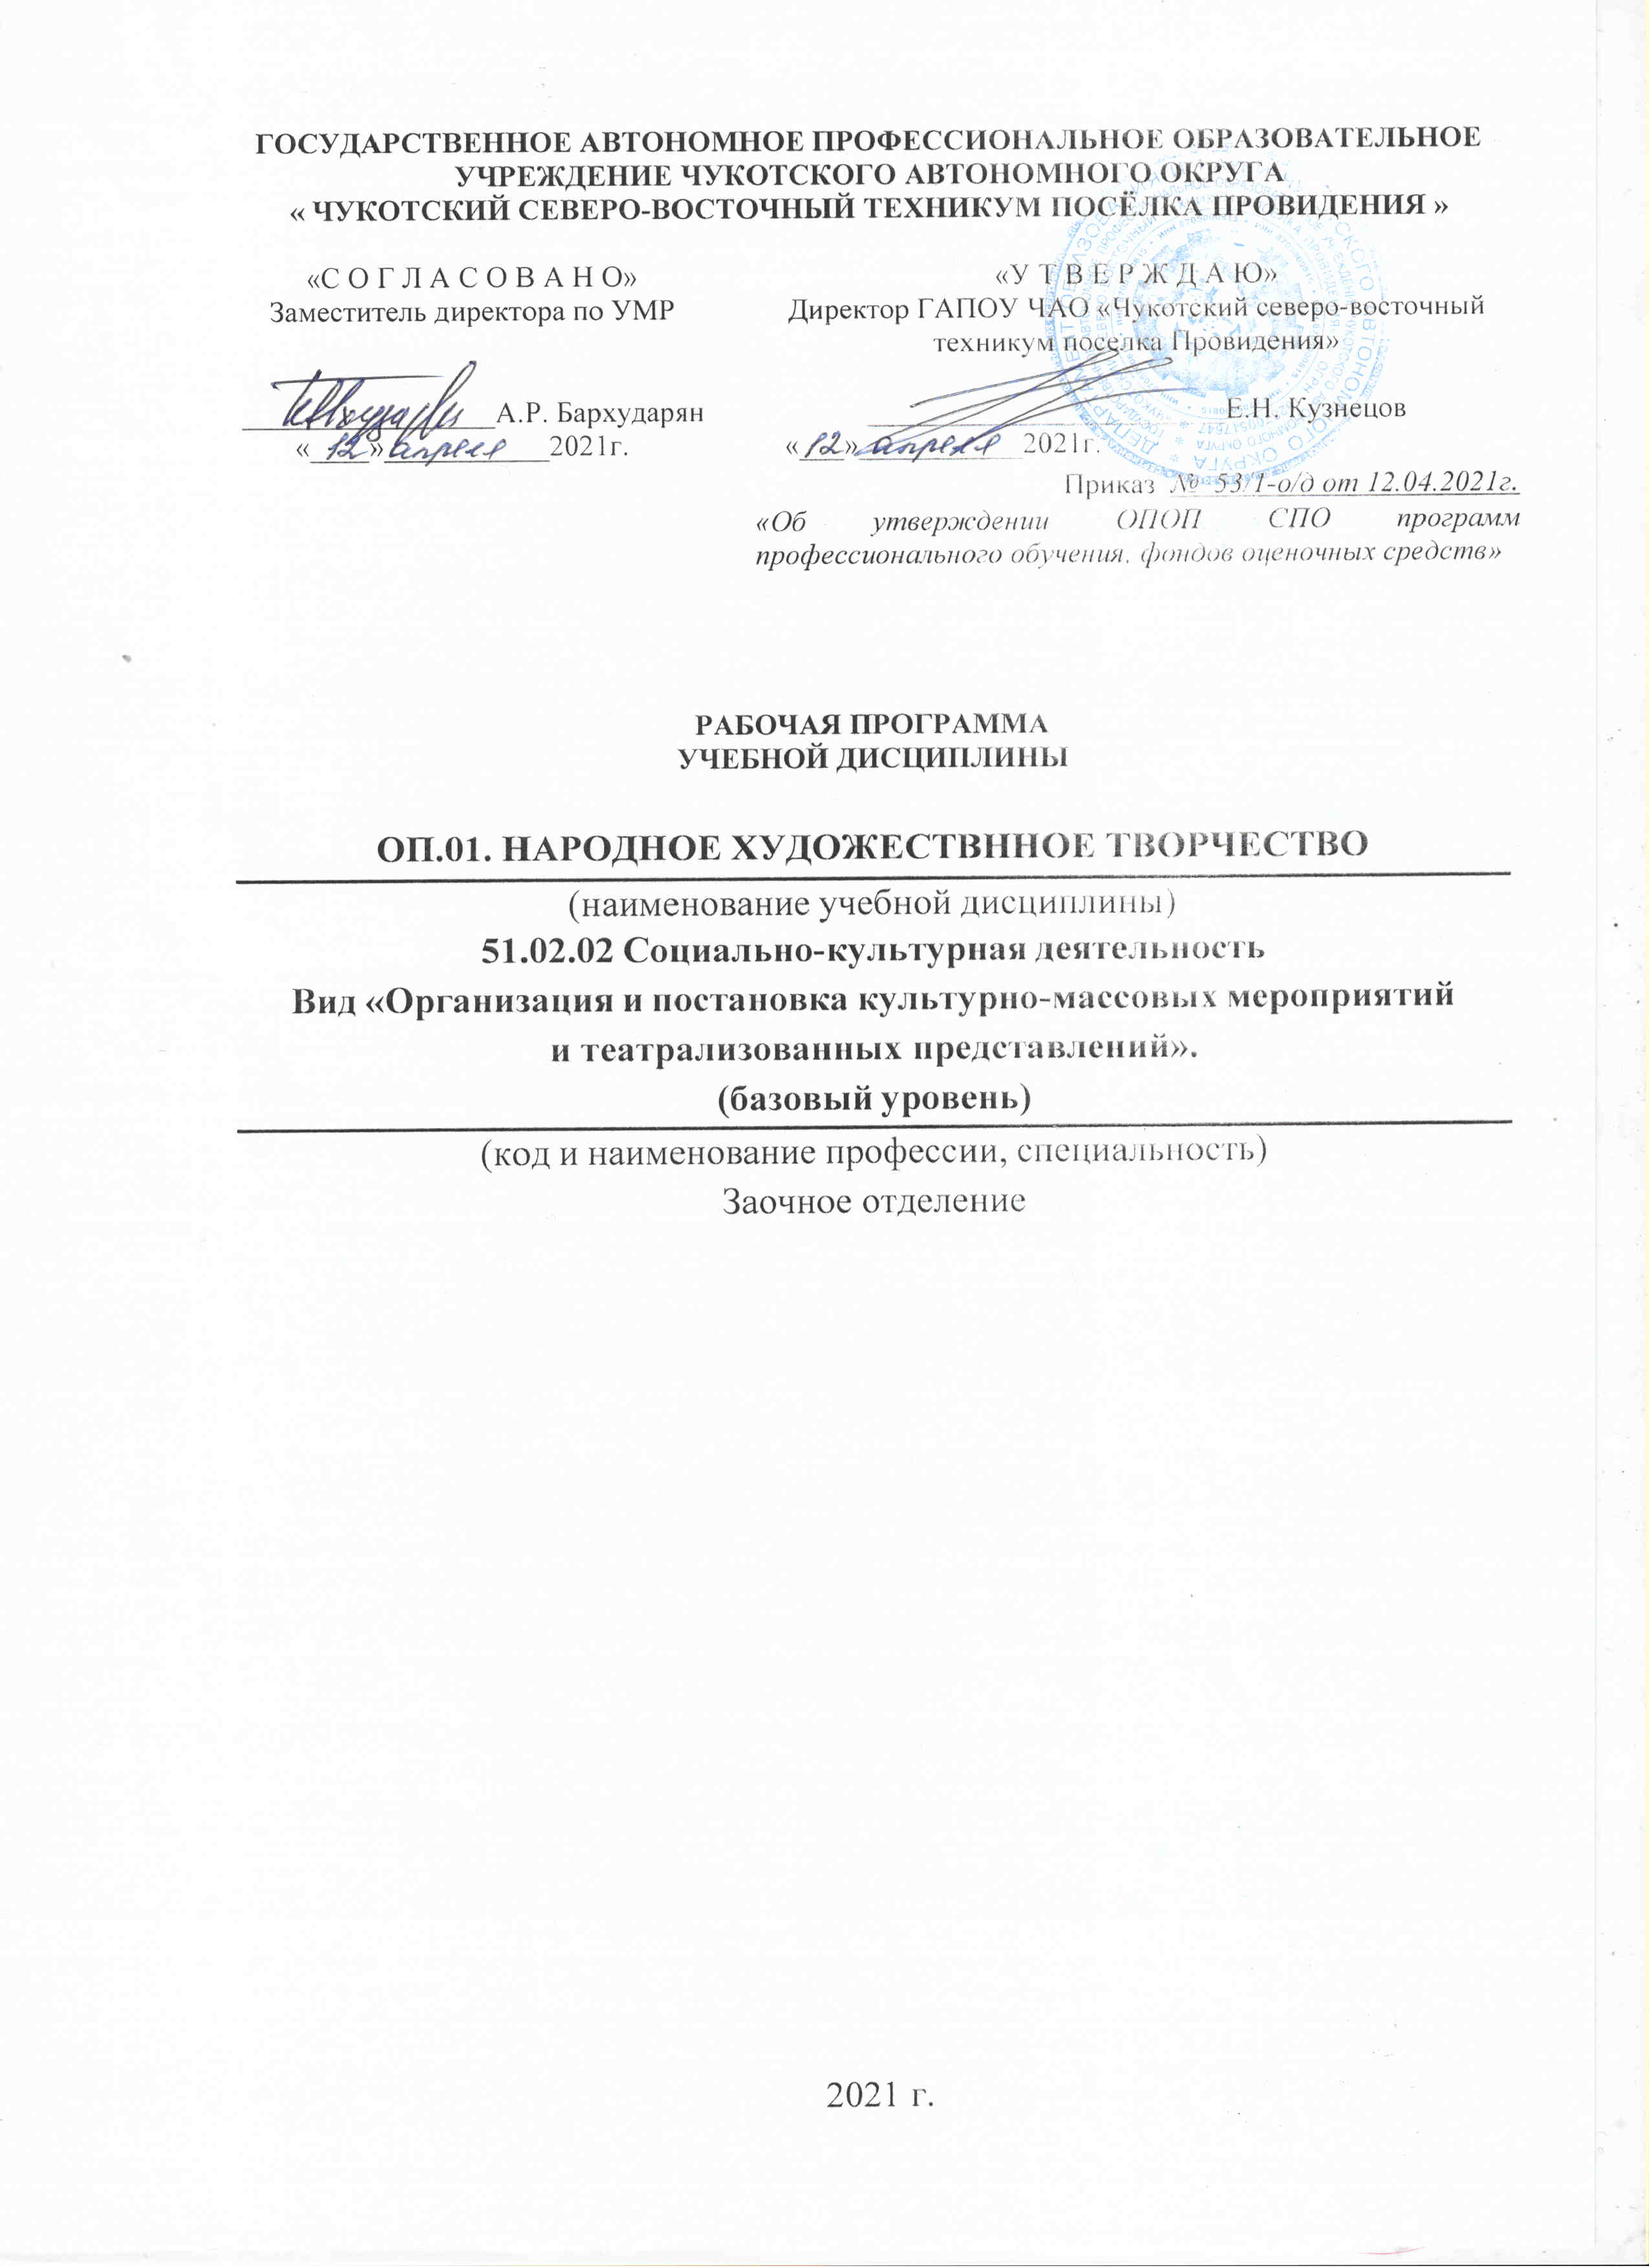 ГОСУДАРСТВЕННОЕ АВТОНОМНОЕ ПРОФЕССИОНАЛЬНОЕ ОБРАЗОВАТЕЛЬНОЕ
УЧРЕЖДЕНИЕ ЧУКОТСКОГО АВТОНОМНОГО ОКРУГА
« ЧУКОТСКИЙ СЕВЕРО-ВОСТОЧНЫЙ ТЕХНИКУМ ПОСЁЛКА ПРОВИДЕНИЯ »
«С О Г Л А С О В А Н О»
Заместитель директора по УМР
А.Р. Бархударян
«12» апреля 2021г.
«У Т В Е Р Ж Д А Ю»
Директор ГАПОУ ЧАО «Чукотский северо-восточный
техникум поселка Провидения»
Е.Н. Кузнецов
«12» апреля 2021г.
Приказ № 53/1-о/д от 12.04.2021г.
«Об утверждении ОПОП СПО программ
профессионального обучения, фондов оценочных средств»
РАБОЧАЯ ПРОГРАММА
УЧЕБНОЙ ДИСЦИПЛИНЫ
ОП.01. НАРОДНОЕ ХУДОЖЕСТВННОЕ ТВОРЧЕСТВО
(наименование учебной дисциплины)
51.02.02 Социально-культурная деятельность
Вид «Организация и постановка культурно-массовых мероприятий
и театрализованных представлений».
(базовый уровень)
(код и наименование профессии, специальность)
Заочное отделение
2021 г.